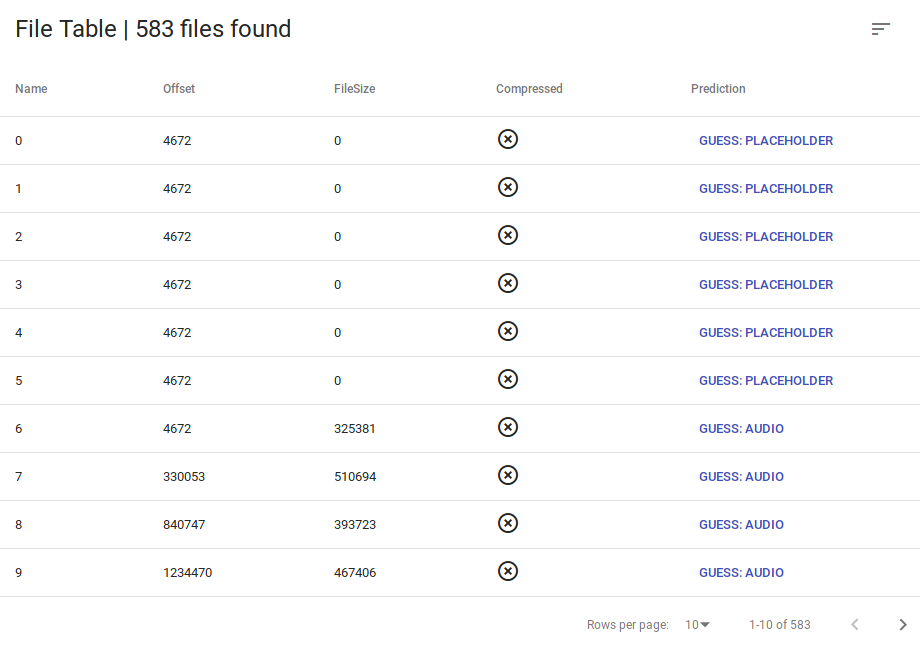 File Table | 583 files found
Name Offset FileSize Compressed Prediction
0 4672 0 GUESS: PLACEHOLDER
1 4672 0 GUESS: PLACEHOLDER
2 4672 0 GUESS: PLACEHOLDER
3 4672 0 GUESS: PLACEHOLDER
4 4672 0 GUESS: PLACEHOLDER
5 4672 0 GUESS: PLACEHOLDER
6 4672 325381 GUESS: AUDIO
7 330053 510694 GUESS: AUDIO
8 840747 393723 GUESS: AUDIO
9 1234470 467406 GUESS: AUDIO
Rows per page: 10 1-10 of 583